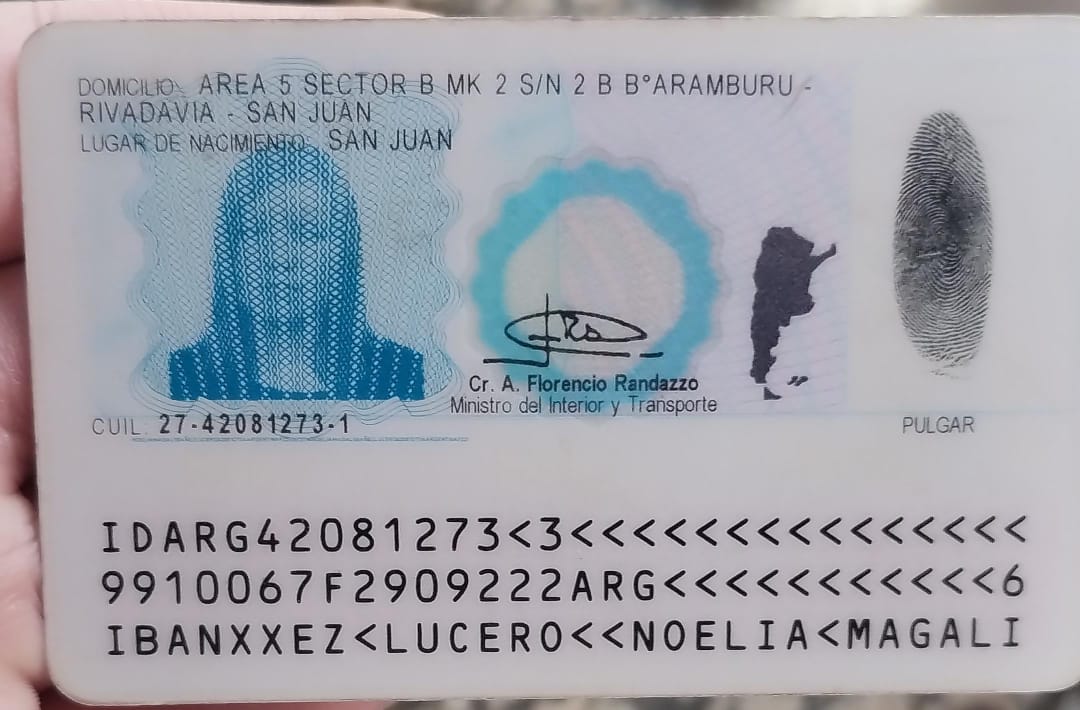 DOMICILIO: AREA 5 SECTOR B MK 2 S/N 2 B B°ARAMBURU -
RIVADAVIA - SAN JUAN
LUGAR DE NACIMIENTO: SAN JUAN
Cr. A. Florencio Randazzo
Ministro del Interior y Transporte
CUIL: 27-42081273-1
PULGAR
IDARG42081273<3<<<<<<<<<<<<<<<
9910067F2909222ARG<<<<<<<<<<<6
IBANXXEZ<LUCERO<<NOELIA<MAGALI